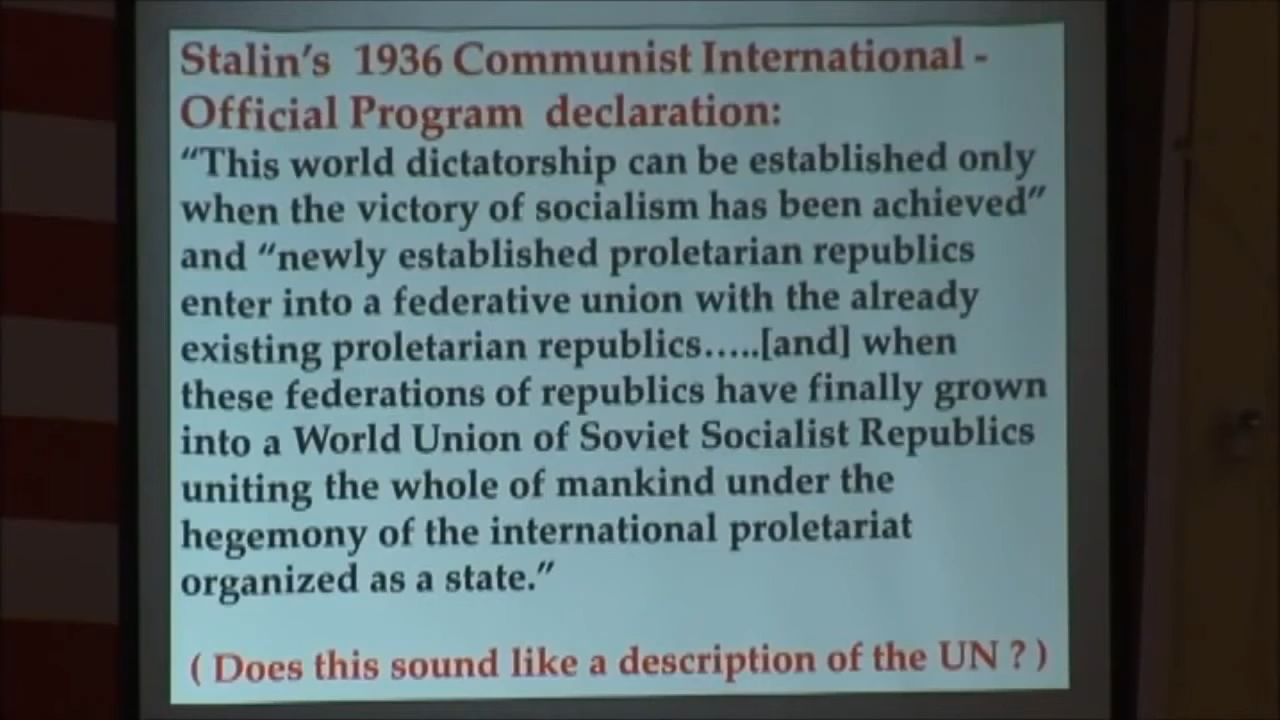 Stalin's 1936 Communist International -
Official Program declaration:
"This world dictatorship can be established only
when the victory of socialism has been achieved"
and "newly established proletarian republics
enter into a federative union with the already
existing proletarian republics.....[and] when
these federations of republics have finally grown
into a World Union of Soviet Socialist Republics
uniting the whole of mankind under the
hegemony of the international proletariat
organized as a state."
( Does this sound like a description of the UN ? )